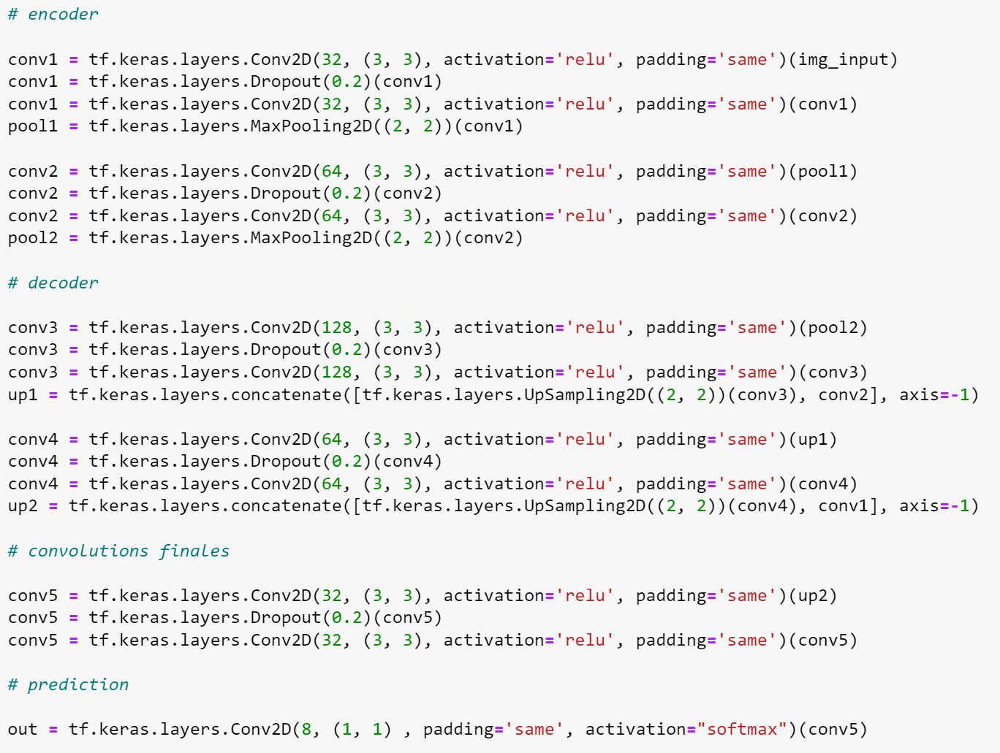 # encoder
conv1 = tf.keras.layers.Conv2D(32, (3, 3), activation='relu', padding='same')(img_input)
conv1 = tf.keras.layers.Dropout(0.2)(conv1)
conv1 = tf.keras.layers.Conv2D(32, (3, 3), activation='relu', padding='same')(conv1)
pool1 = tf.keras.layers.MaxPooling2D((2, 2))(conv1)
conv2 = tf.keras.layers.Conv2D(64, (3, 3), activation='relu', padding='same')(pool1)
conv2 = tf.keras.layers.Dropout(0.2)(conv2)
conv2 = tf.keras.layers.Conv2D(64, (3, 3), activation='relu', padding='same')(conv2)
pool2 = tf.keras.layers.MaxPooling2D((2, 2))(conv2)
# decoder
conv3 = tf.keras.layers.Conv2D(128, (3, 3), activation='relu', padding='same')(pool2)
conv3 = tf.keras.layers.Dropout(0.2)(conv3)
conv3 = tf.keras.layers.Conv2D(128, (3, 3), activation='relu', padding='same')(conv3)
up1 = tf.keras.layers.concatenate([tf.keras.layers.UpSampling2D((2, 2))(conv3), conv2], axis=-1)
conv4 = tf.keras.layers.Conv2D(64, (3, 3), activation='relu', padding='same')(up1)
conv4 = tf.keras.layers.Dropout(0.2)(conv4)
conv4 = tf.keras.layers.Conv2D(64, (3, 3), activation='relu', padding='same')(conv4)
up2 = tf.keras.layers.concatenate([tf.keras.layers.UpSampling2D((2, 2))(conv4), conv1], axis=-1)
# convolutions finales
conv5 = tf.keras.layers.Conv2D(32, (3, 3), activation='relu', padding='same')(up2)
conv5 = tf.keras.layers.Dropout(0.2)(conv5)
conv5 = tf.keras.layers.Conv2D(32, (3, 3), activation='relu', padding='same')(conv5)
# prediction
out = tf.keras.layers.Conv2D(8, (1, 1) , padding='same', activation="softmax")(conv5)